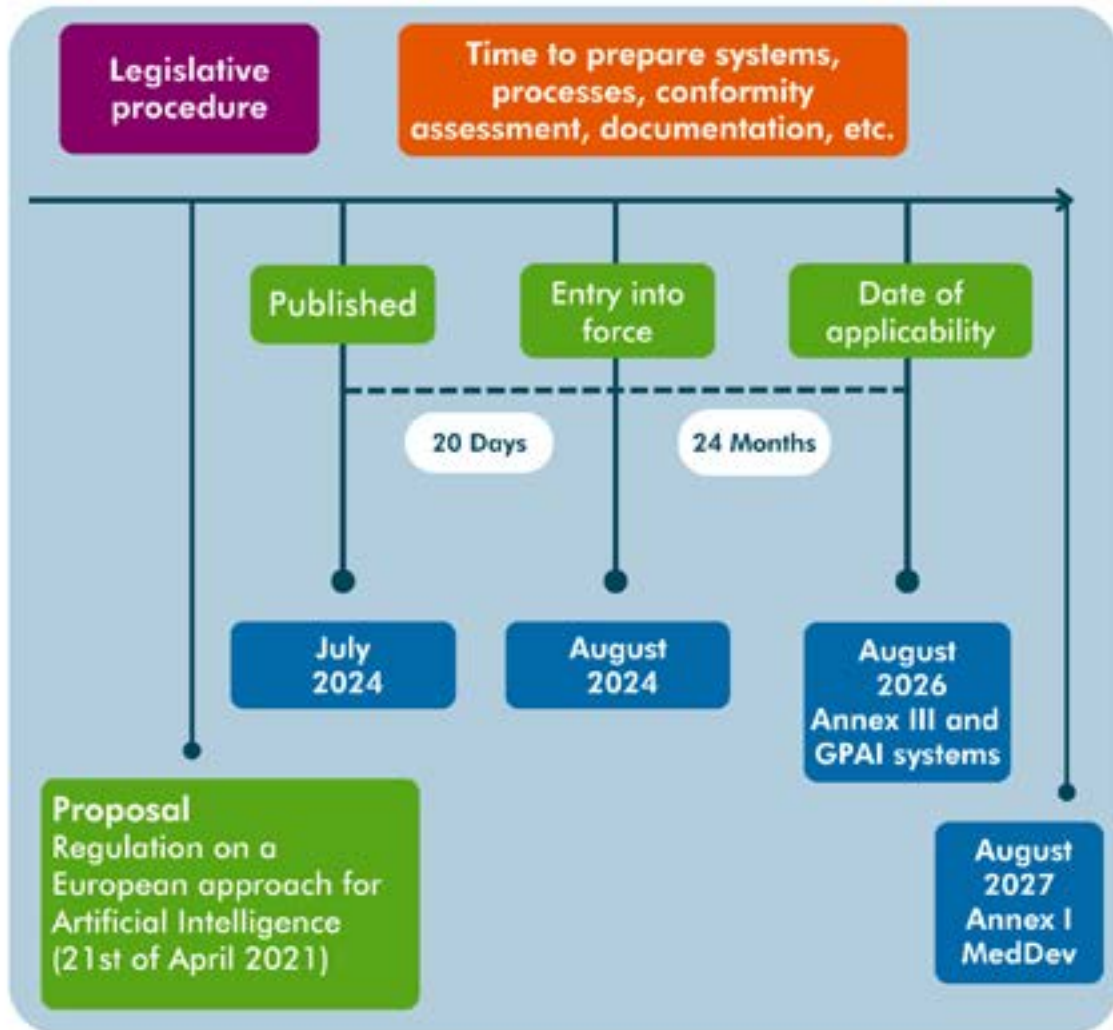 Legislative
procedure
Time to prepare systems,
processes, conformity
assessment, documentation, etc.
Published
Entry into
force
Date of
applicability
20 Days
24 Months
July
2024
August
2024
August
2026
Annex III and
GPAI systems
Proposal
Regulation on a
European approach for
Artificial Intelligence
(21st of April 2021)
August
2027
Annex I
MedDev